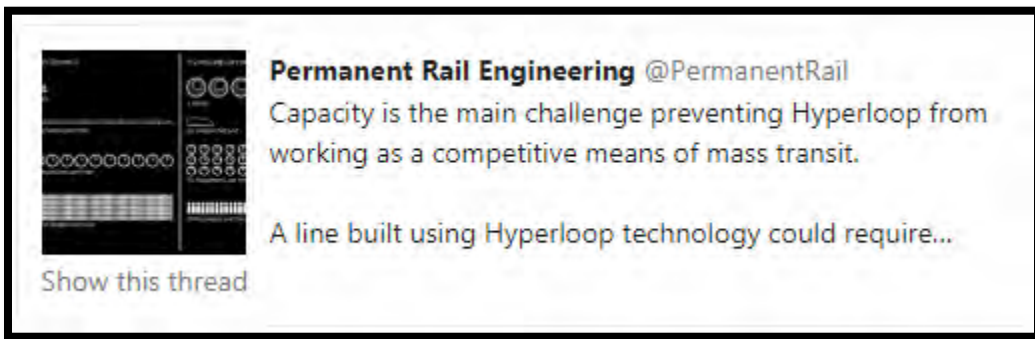 Permanent Rail Engineering @PermanentRail
Capacity is the main challenge preventing Hyperloop from
working as a competitive means of mass transit.
A line built using Hyperloop technology could require...
Show this thread